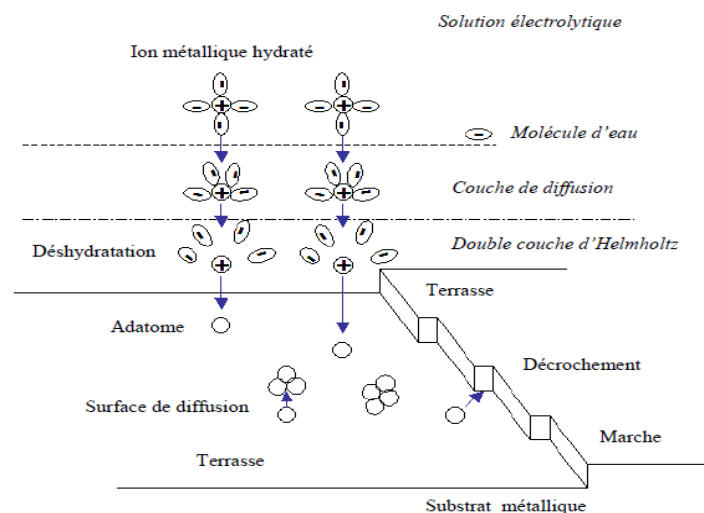 Solution électrolytique
Ion métallique hydraté
Molécule d'eau
Couche de diffusion
Déshydratation
Double couche d'Helmholtz
Terrasse
Adatome
Décrochement
Surface de diffusion
Marche
Terrasse
Substrat métallique